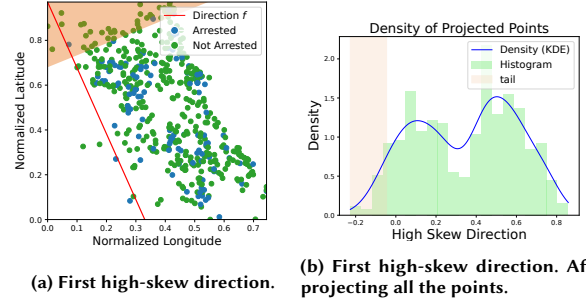 Direction f
Arrested
Not Arrested
Normalized Latitude
0.8
0.6
0.4
0.2
0.0
0.0 0.1 0.2 0.3 0.4 0.5 0.6 0.7
Normalized Longitude
(a) First high-skew direction.
Density of Projected Points
Density (KDE)
Histogram
tail
Density
2.0
1.5
1.0
0.5
0.0
−0.2 0.0 0.2 0.4 0.6 0.8
High Skew Direction
(b) First high-skew direction. Af
projecting all the points.